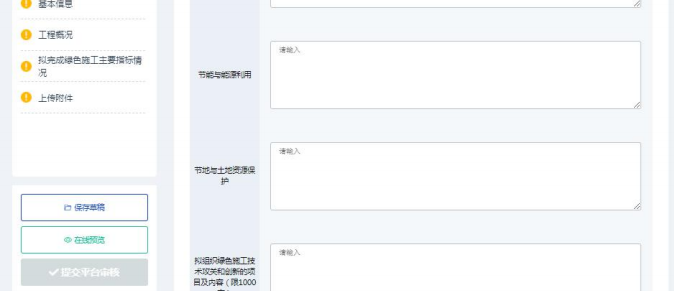 基本信息
工程概况
拟完成绿色施工主要指标情
况
上传附件
保存草稿
在线预览
提交平台审核
请输入
节能与能源利用
请输入
节地与土地资源保
护
请输入
拟组织绿色施工技
术攻关和创新的项
目及内容（限1000